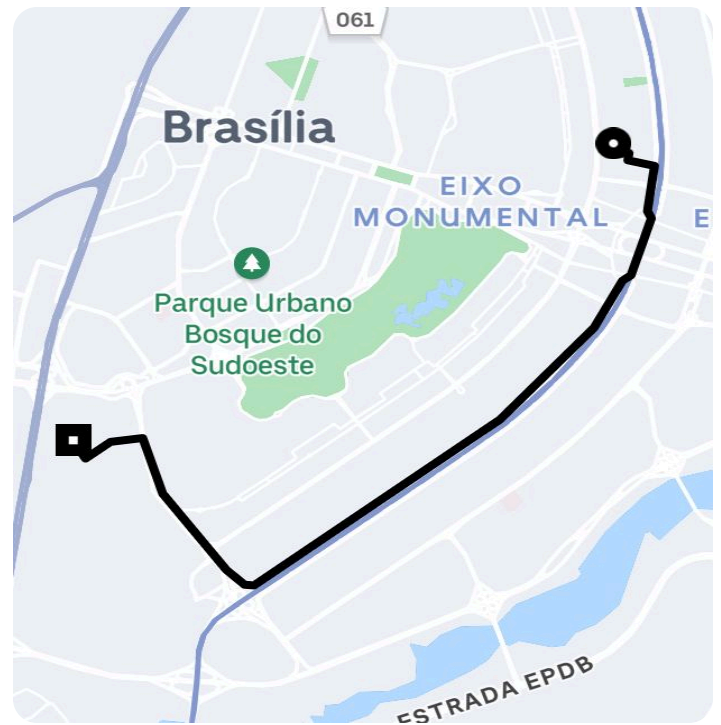 061
Brasília
EIXO
MONUMENTAL
E
Parque Urbano
Bosque do
Sudoeste
ESTRADA EPDB